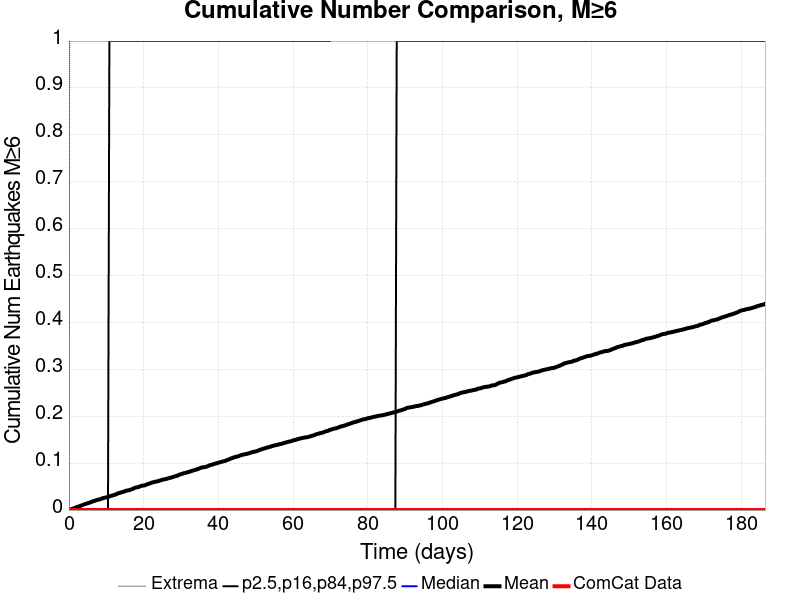 Cumulative Number Comparison, M≥6
Cumulative Num Earthquakes M≥6
1
0.9
0.8
0.7
0.6
0.5
0.4
0.3
0.2
0.1
0
0 20 40 60 80 100 120 140 160 180
Time (days)
Extrema p2.5,p16,p84,p97.5 Median Mean ComCat Data